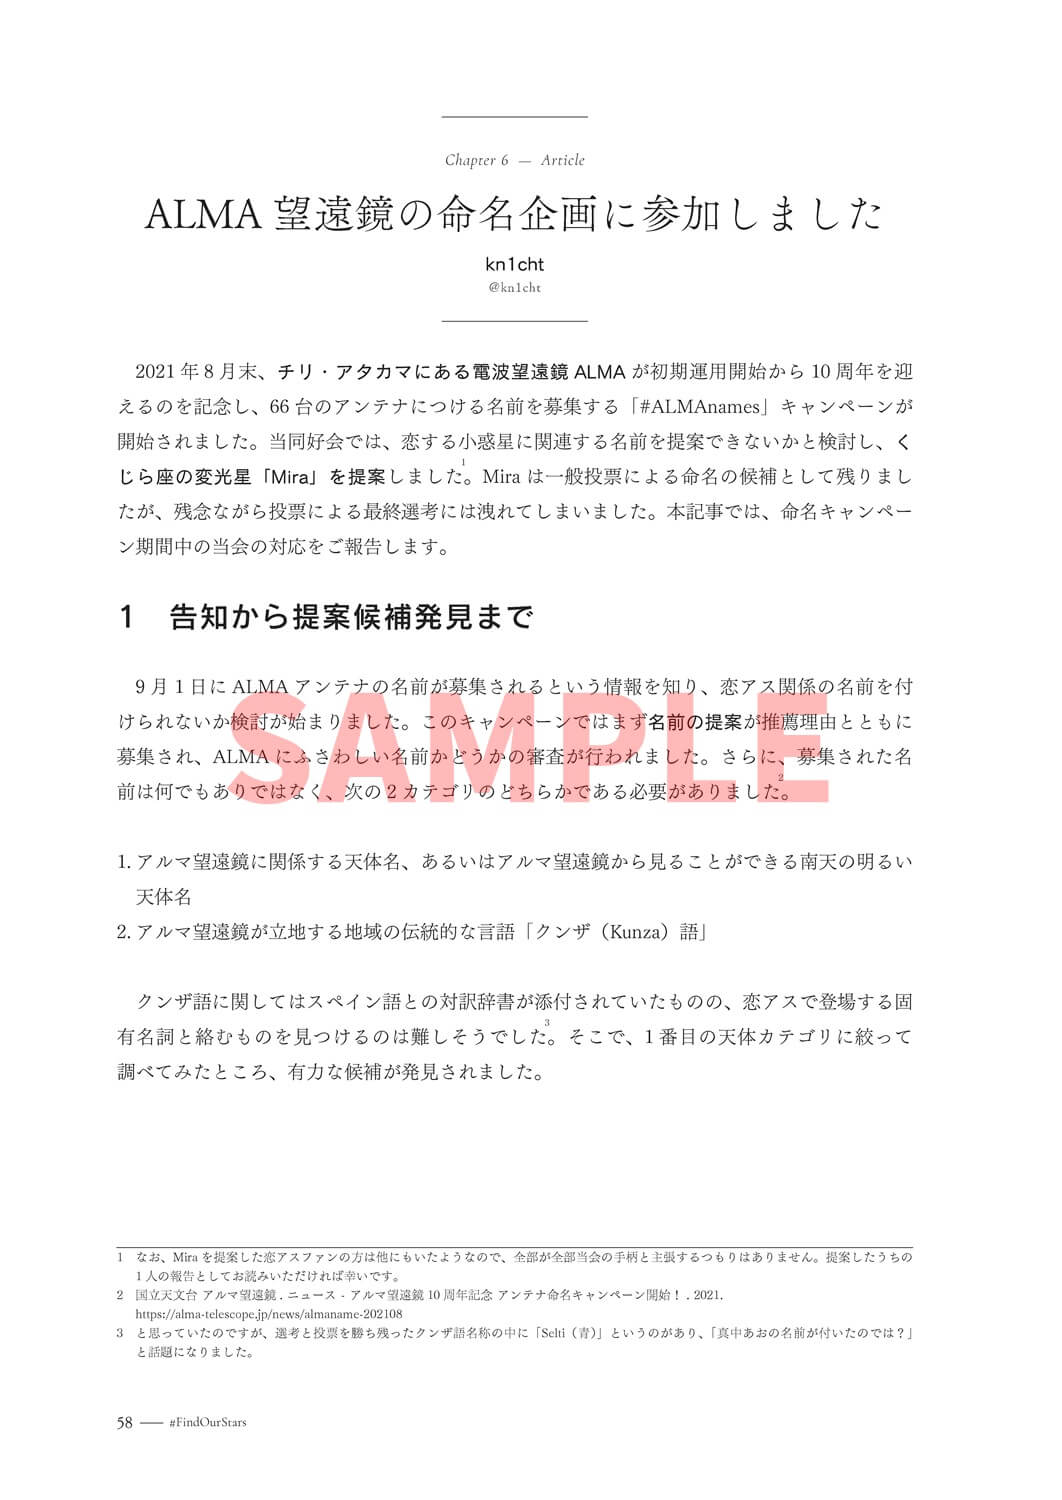 Chapter 6 — Article
ALMA 望遠鏡の命名企画に参加しました
kn1cht
@kn1cht
2021 年 8 月末、チリ・アタカマにある電波望遠鏡 ALMA が初期運用開始から 10 周年を迎
えるのを記念し、66 台のアンテナにつける名前を募集する「#ALMAnames」キャンペーンが
開始されました。当同好会では、恋する小惑星に関連する名前を提案できないかと検討し、く
じら座の変光星「Mira」を提案しました1。Mira は一般投票による命名の候補として残りまし
たが、残念ながら投票による最終選考には洩れてしまいました。本記事では、命名キャンペー
ン期間中の当会の対応をご報告します。
1 告知から提案候補発見まで
9 月 1 日に ALMA アンテナの名前が募集されるという情報を知り、恋アス関係の名前を付
けられないか検討が始まりました。このキャンペーンではまず名前の提案が推薦理由とともに
募集され、ALMA にふさわしい名前かどうかの審査が行われました。さらに、募集された名
前は何でもありではなく、次の 2 カテゴリのどちらかである必要がありました2。
SAMPLE
1. アルマ望遠鏡に関係する天体名、あるいはアルマ望遠鏡から見ることができる南天の明るい
天体名
2. アルマ望遠鏡が立地する地域の伝統的な言語「クンザ（Kunza）語」
クンザ語に関してはスペイン語との対訳辞書が添付されていたものの、恋アスで登場する固
有名詞と絡むものを見つけるのは難しそうでした3。そこで、1 番目の天体カテゴリに絞って
調べてみたところ、有力な候補が発見されました。
1 なお、Mira を提案した恋アスファンの方は他にもいたようなので、全部が全部当会の手柄と主張するつもりはありません。提案したうちの
1 人の報告としてお読みいただければ幸いです。
2 国立天文台 アルマ望遠鏡 . ニュース - アルマ望遠鏡 10 周年記念 アンテナ命名キャンペーン開始！ . 2021.
https://alma-telescope.jp/news/almaname-202108
3 と思っていたのですが、選考と投票を勝ち残ったクンザ語名称の中に「Selti（青）」というのがあり、「真中あおの名前が付いたのでは？」
と話題になりました。
58 — #FindOurStars